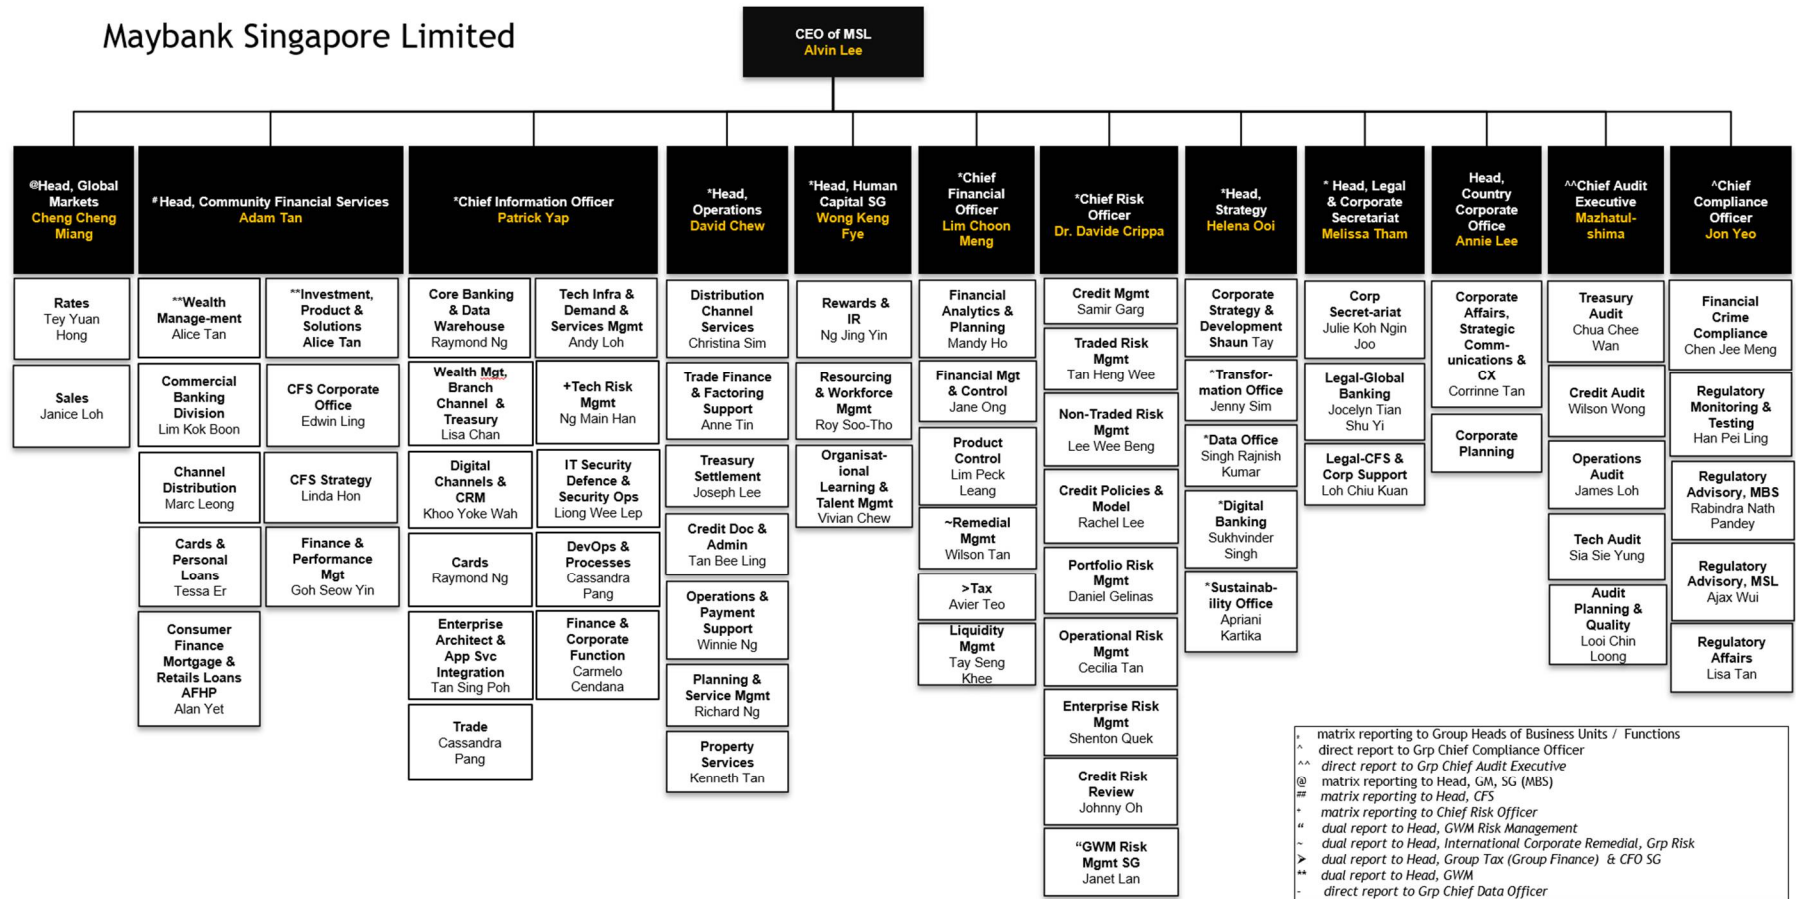 Maybank Singapore Limited
CEO of MSL
Alvin Lee
@Head, Global
Markets
Cheng Cheng
Miang
Rates
Tey Yuan
Hong
Sales
Janice Loh
#Head, Community Financial Services
Adam Tan
**Wealth
Manage-ment
Alice Tan
Commercial
Banking
Division
Lim Kok Boon
Channel
Distribution
Marc Leong
Cards &
Personal
Loans
Tessa Er
Consumer
Finance
Mortgage &
Retails Loans
AFHP
Alan Yet
**Investment,
Product &
Solutions
Alice Tan
CFS Corporate
Office
Edwin Ling
CFS Strategy
Linda Hon
Finance &
Performance
Mgt
Goh Seow Yin
*Chief Information Officer
Patrick Yap
Core Banking
& Data
Warehouse
Raymond Ng
Wealth Mgt,
Branch
Channel &
Treasury
Lisa Chan
Digital
Channels &
CRM
Khoo Yoke Wah
Cards
Raymond Ng
Enterprise
Architect &
App Svc
Integration
Tan Sing Poh
Trade
Cassandra
Pang
Tech Infra &
Demand &
Services Mgmt
Andy Loh
+Tech Risk
Mgmt
Ng Main Han
IT Security
Defence &
Security Ops
Liong Wee Lep
DevOps &
Processes
Cassandra
Pang
Finance &
Corporate
Function
Carmelo
Cendana
*Head,
Operations
David Chew
Distribution
Channel
Services
Christina Sim
Trade Finance
& Factoring
Support
Anne Tin
Treasury
Settlement
Joseph Lee
Credit Doc &
Admin
Tan Bee Ling
Operations &
Payment
Support
Winnie Ng
Planning &
Service Mgmt
Richard Ng
Property
Services
Kenneth Tan
*Head, Human
Capital SG
Wong Keng
Fye
Rewards &
IR
Ng Jing Yin
Resourcing
& Workforce
Mgmt
Roy Soo-Tho
Organisat-
ional
Learning &
Talent Mgmt
Vivian Chew
*Chief
Financial
Officer
Lim Choon
Meng
Financial
Analytics &
Planning
Mandy Ho
Financial Mgt
& Control
Jane Ong
Product
Control
Lim Peck
Leang
~Remedial
Mgmt
Wilson Tan
>Tax
Avier Teo
Liquidity
Mgmt
Tay Seng
Khee
*Chief Risk
Officer
Dr. Davide Crippa
Credit Mgmt
Samir Garg
Traded Risk
Mgmt
Tan Heng Wee
Non-Traded Risk
Mgmt
Lee Wee Beng
Credit Policies &
Model
Rachel Lee
Portfolio Risk
Mgmt
Daniel Gelinas
Operational Risk
Mgmt
Cecilia Tan
Enterprise Risk
Mgmt
Shenton Quek
Credit Risk
Review
Johnny Oh
“GWM Risk
Mgmt SG
Janet Lan
*Head,
Strategy
Helena Ooi
Corporate
Strategy &
Development
Shaun Tay
Transfor-
mation Office
Jenny Sim
*Data Office
Singh Rajnish
Kumar
*Digital
Banking
Sukhvinder
Singh
*Sustainab-
ility Office
Apriani
Kartika
* Head, Legal
& Corporate
Secretariat
Melissa Tham
Corp
Secret-ariat
Julie Koh Ngin
Joo
Legal-Global
Banking
Jocelyn Tian
Shu Yi
Legal-CFS &
Corp Support
Loh Chiu Kuan
Head,
Country
Corporate
Office
Annie Lee
Corporate
Affairs,
Strategic
Comm-
unications &
CX
Corrinne Tan
Corporate
Planning
^^Chief Audit
Executive
Mazhatul-
shima
Treasury
Audit
Chua Chee
Wan
Credit Audit
Wilson Wong
Operations
Audit
James Loh
Tech Audit
Sia Sie Yung
Audit
Planning &
Quality
Looi Chin
Loong
^Chief
Compliance
Officer
Jon Yeo
Financial
Crime
Compliance
Chen Jee Meng
Regulatory
Monitoring &
Testing
Han Pei Ling
Regulatory
Advisory, MBS
Rabindra Nath
Pandey
Regulatory
Advisory, MSL
Ajax Wui
Regulatory
Affairs
Lisa Tan
matrix reporting to Group Heads of Business Units / Functions
^ direct report to Grp Chief Compliance Officer
^^ direct report to Grp Chief Audit Executive
@ matrix reporting to Head, GM, SG (MBS)
## matrix reporting to Head, CFS
+ matrix reporting to Chief Risk Officer
“ dual report to Head, GWM Risk Management
~ dual report to Head, International Corporate Remedial, Grp Risk
➢ dual report to Head, Group Tax (Group Finance) & CFO SG
** dual report to Head, GWM
- direct report to Grp Chief Data Officer